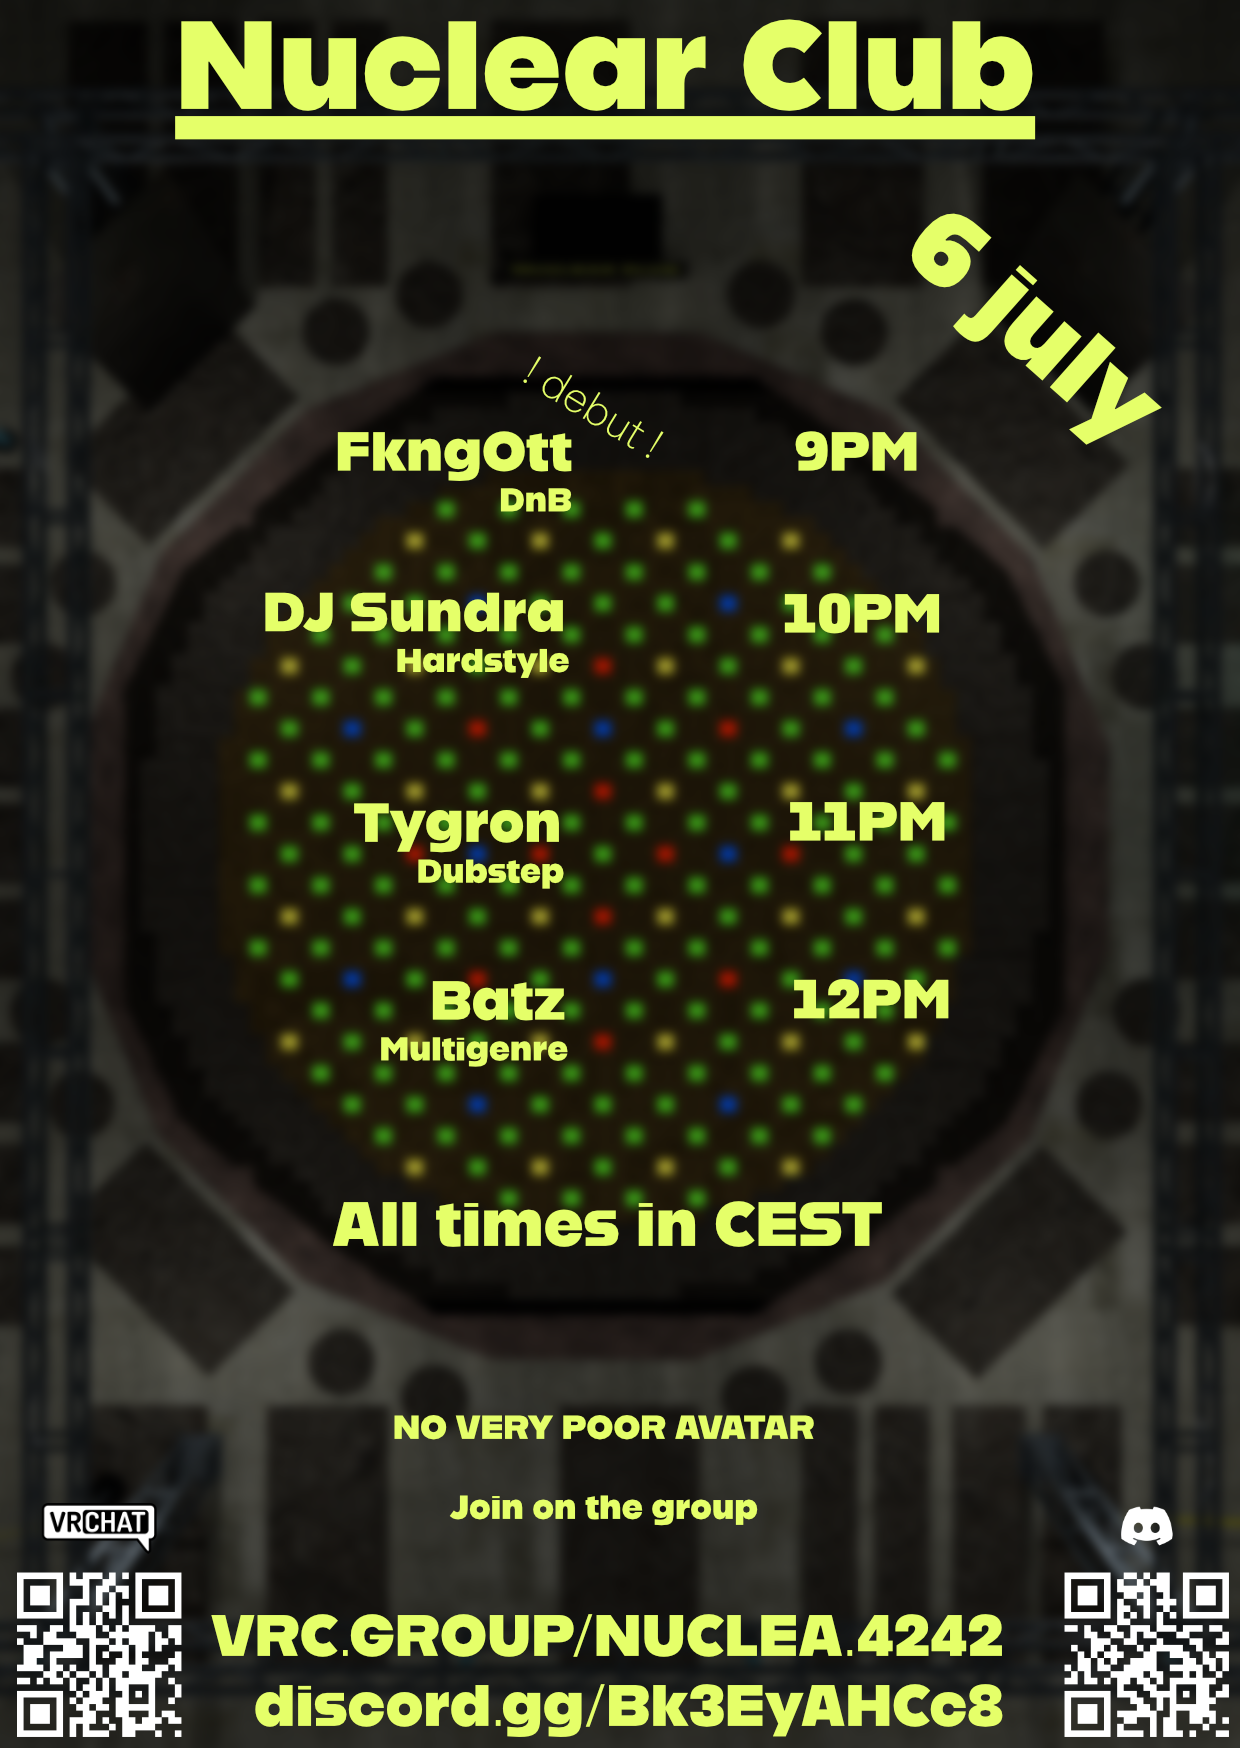 Nuclear Club
6 july
! debut !
FkngOtt 9PM
DnB
DJ Sundra 10PM
Hardstyle
Tygron 11PM
Dubstep
Batz 12PM
Multigenre
All times in CEST
NO VERY POOR AVATAR
Join on the group
VRCHAT
VRC.GROUP/NUCLEA.4242
discord.gg/Bk3EyAHCc8